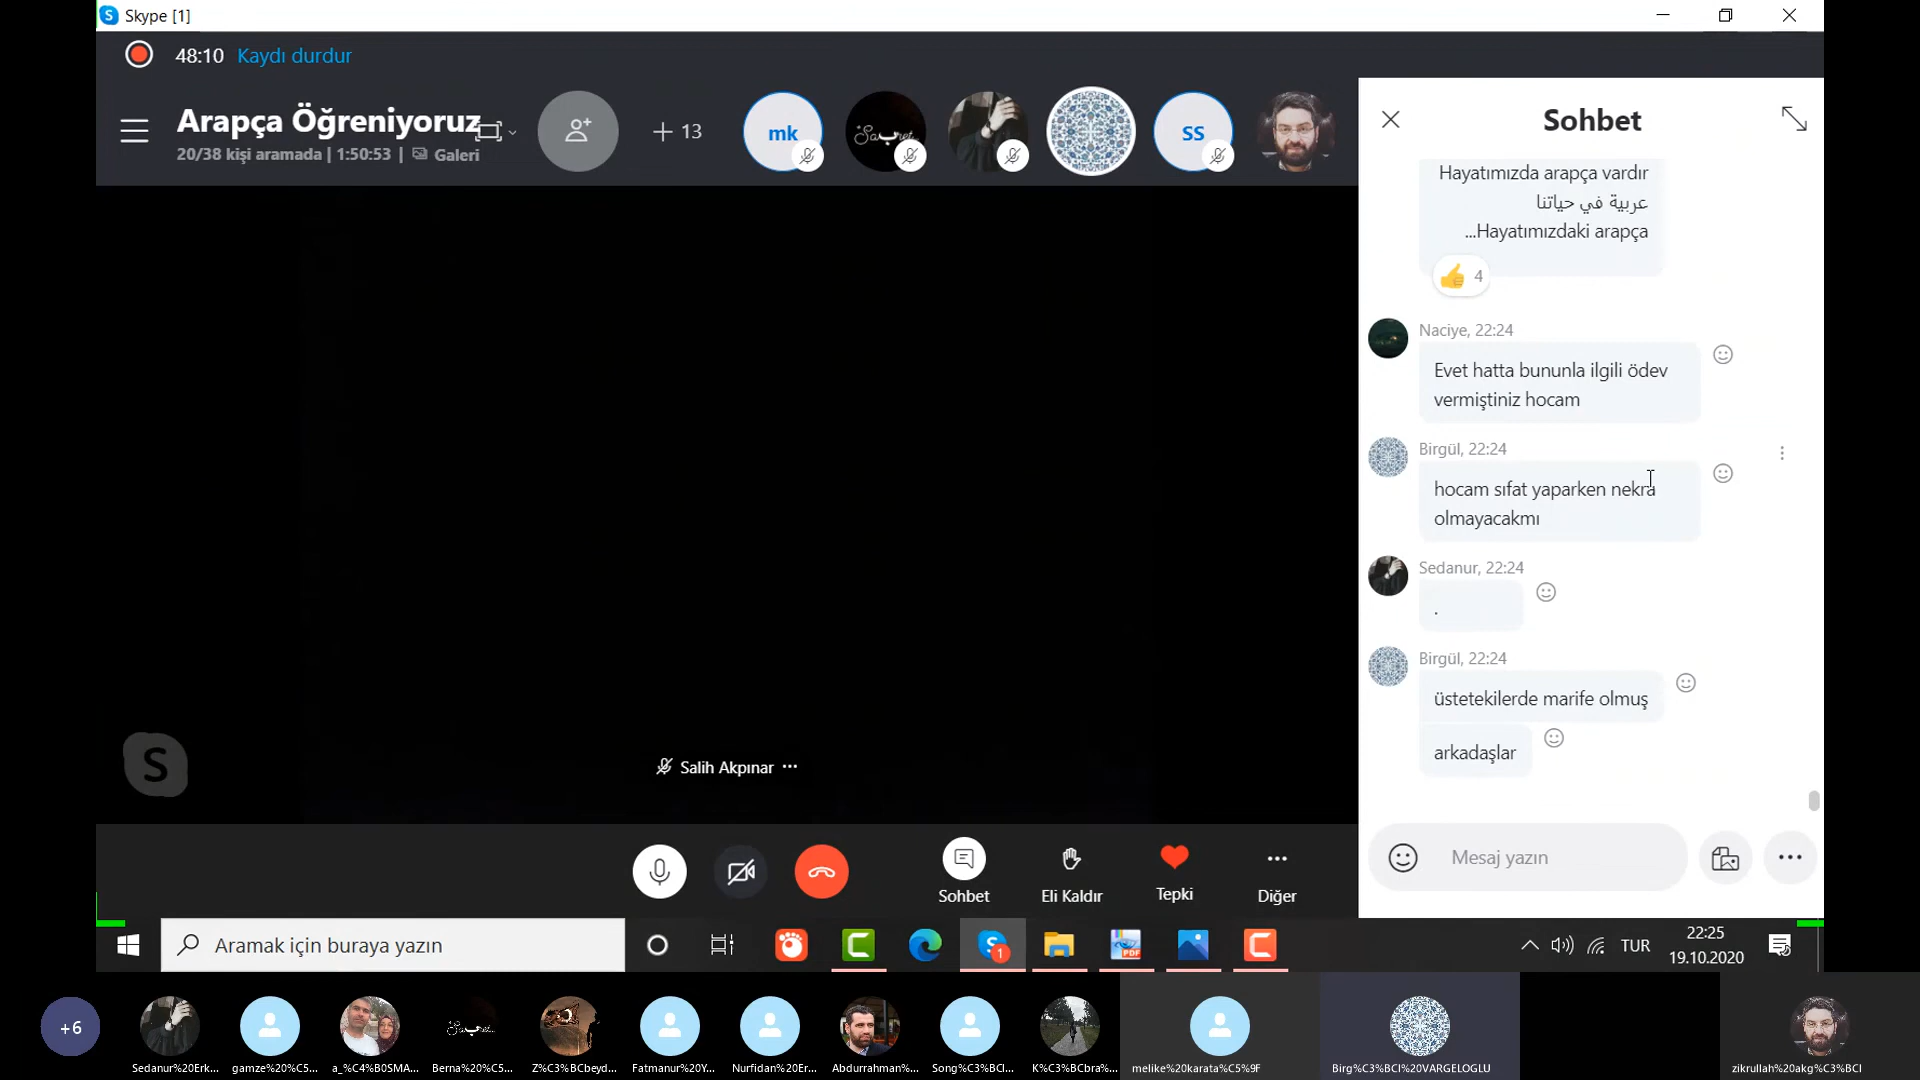 Skype [1]
48:10 Kaydı durdur
Arapça Öğreniyoruz
20/38 kişi aramada | 1:50:53 | Galeri
+ 13
mk
SS
Sohbet
Hayatımızda arapça vardır
عربية في حياتنا
...Hayatımızdaki arapça
4
Naciye, 22:24
Evet hatta bununla ilgili ödev
vermiştiniz hocam
Birgül, 22:24
hocam sıfat yaparken nekra
olmayacakmı
Sedanur, 22:24
.
Birgül, 22:24
üstetekilerde marife olmuş
arkadaşlar
Salih Akpınar ...
Sohbet
Eli Kaldır
Tepki
Diğer
Mesaj yazın
Aramak için buraya yazın
1
PDF
TUR
22:25
19.10.2020
+6
Sedanur%20Erk...
gamze%20%C5...
a_%C4%B0SMA...
Berna%20%C5...
Z%C3%BCbeyd...
Fatmanur%20Y...
Nurfidan%20Er...
Abdurrahman%...
Song%C3%BCl...
K%C3%BCbra%...
melike%20karata%C5%9F
Birg%C3%BCl%20VARGELOGLU
zikrullah%20akg%C3%BCl